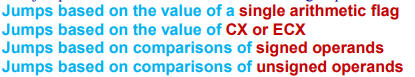 Jumps based on the value of a single arithmetic flag
Jumps based on the value of CX or ECX
Jumps based on comparisons of signed operands
Jumps based on comparisons of unsigned operands